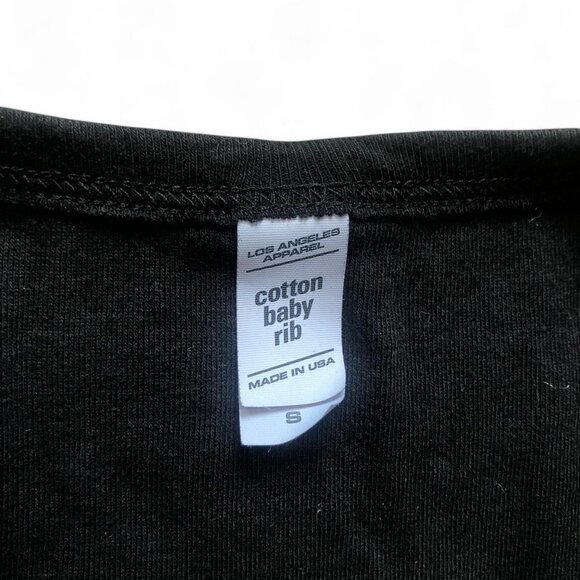 LOS ANGELES
APPAREL
cotton
baby
rib
MADE IN USA
S